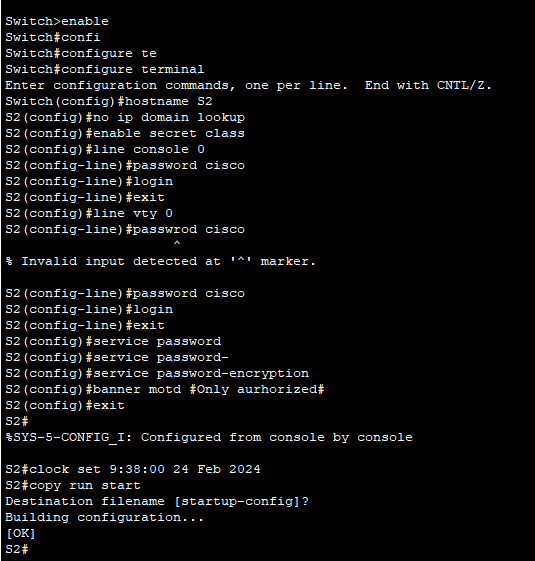 Switch>enable
Switch#confi
Switch#configure te
Switch#configure terminal
Enter configuration commands, one per line.  End with CNTL/Z.
Switch(config)#hostname S2
S2(config)#no ip domain lookup
S2(config)#enable secret class
S2(config)#line console 0
S2(config-line)#password cisco
S2(config-line)#login
S2(config-line)#exit
S2(config)#line vty 0
S2(config-line)#passwrod cisco
^
% Invalid input detected at '^' marker.
S2(config-line)#password cisco
S2(config-line)#login
S2(config-line)#exit
S2(config)#service password
S2(config)#service password-
S2(config)#service password-encryption
S2(config)#banner motd #Only aurhorized#
S2(config)#exit
S2#
%SYS-5-CONFIG_I: Configured from console by console
S2#clock set 9:38:00 24 Feb 2024
S2#copy run start
Destination filename [startup-config]?
Building configuration...
[OK]
S2#